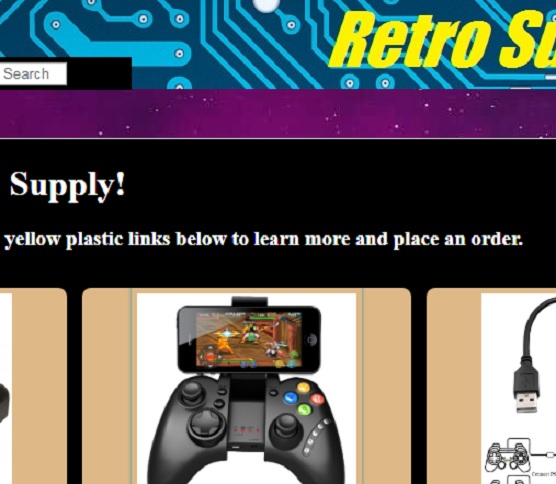 Retro Su
Search
Supply!
yellow plastic links below to learn more and place an order.